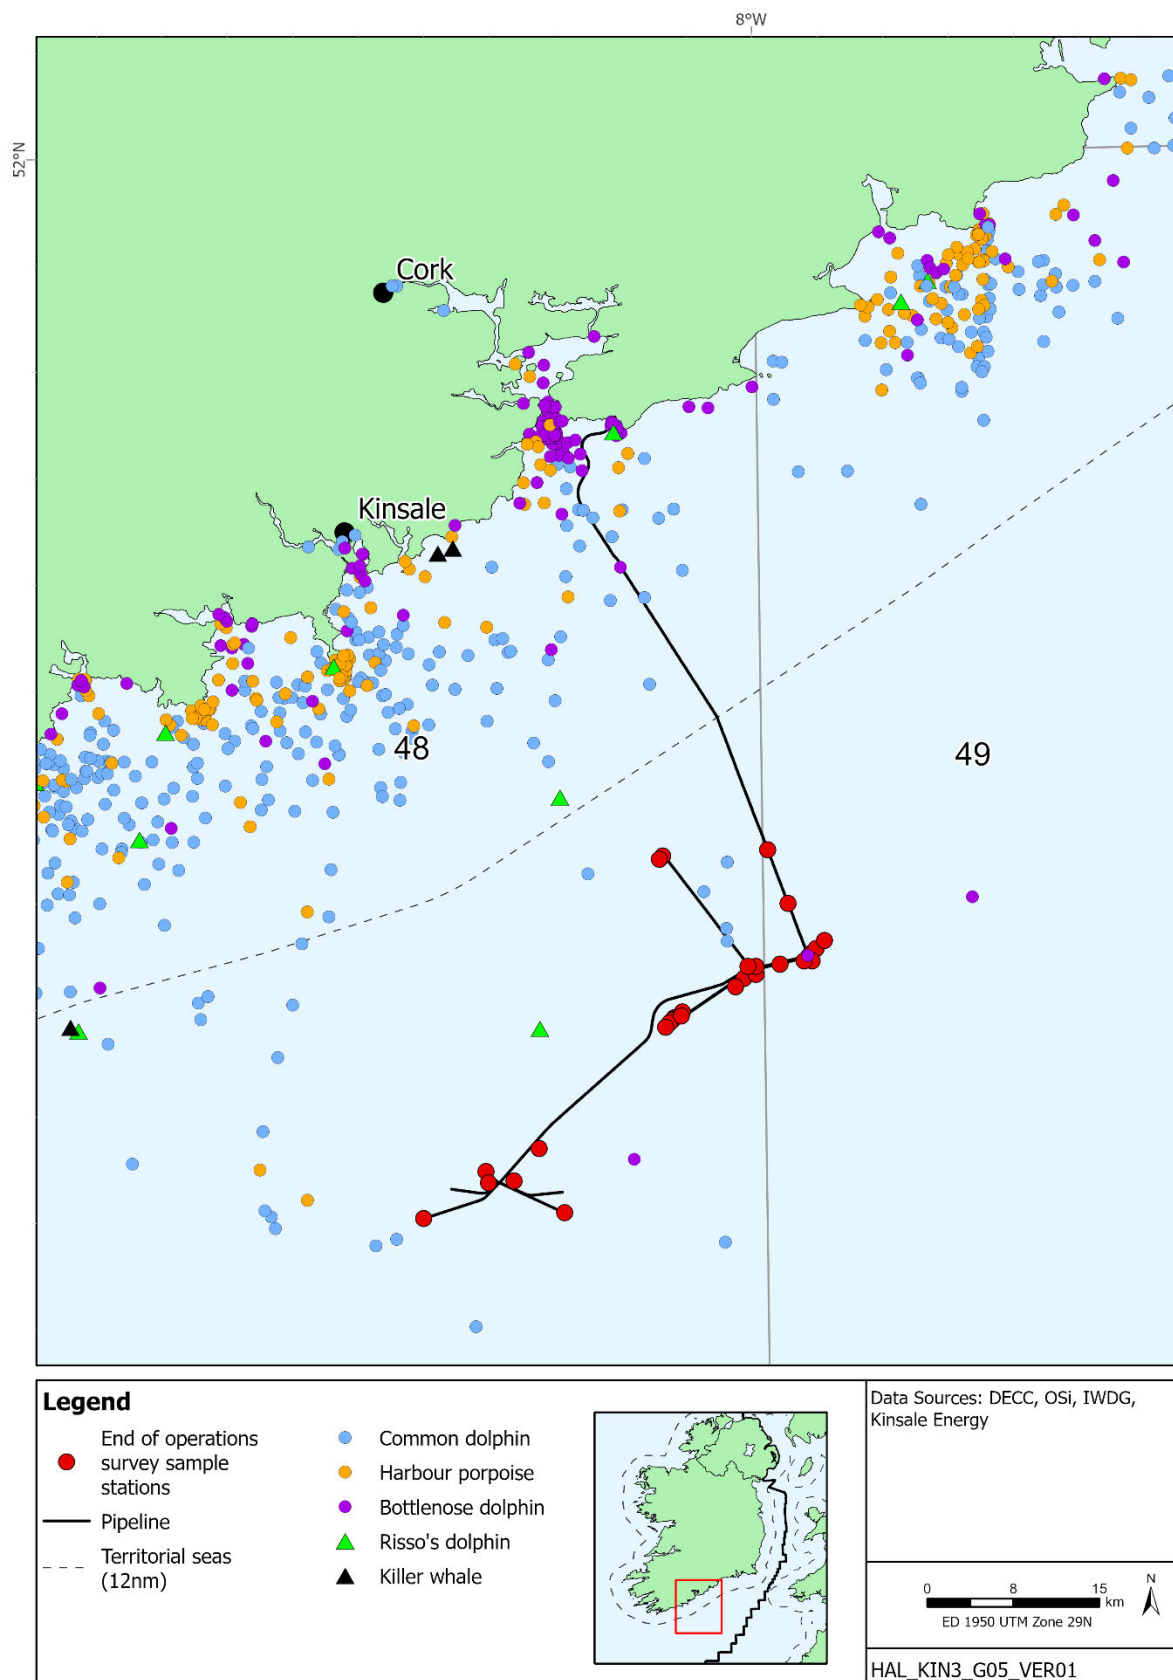 8°W
52°N
Cork
Kinsale
48
49
Legend
End of operations
survey sample
stations
Pipeline
Territorial seas
(12nm)
Common dolphin
Harbour porpoise
Bottlenose dolphin
Risso's dolphin
Killer whale
Data Sources: DECC, OSi, IWDG,
Kinsale Energy
0 8 15 km
N
ED 1950 UTM Zone 29N
HAL_KIN3_G05_VER01